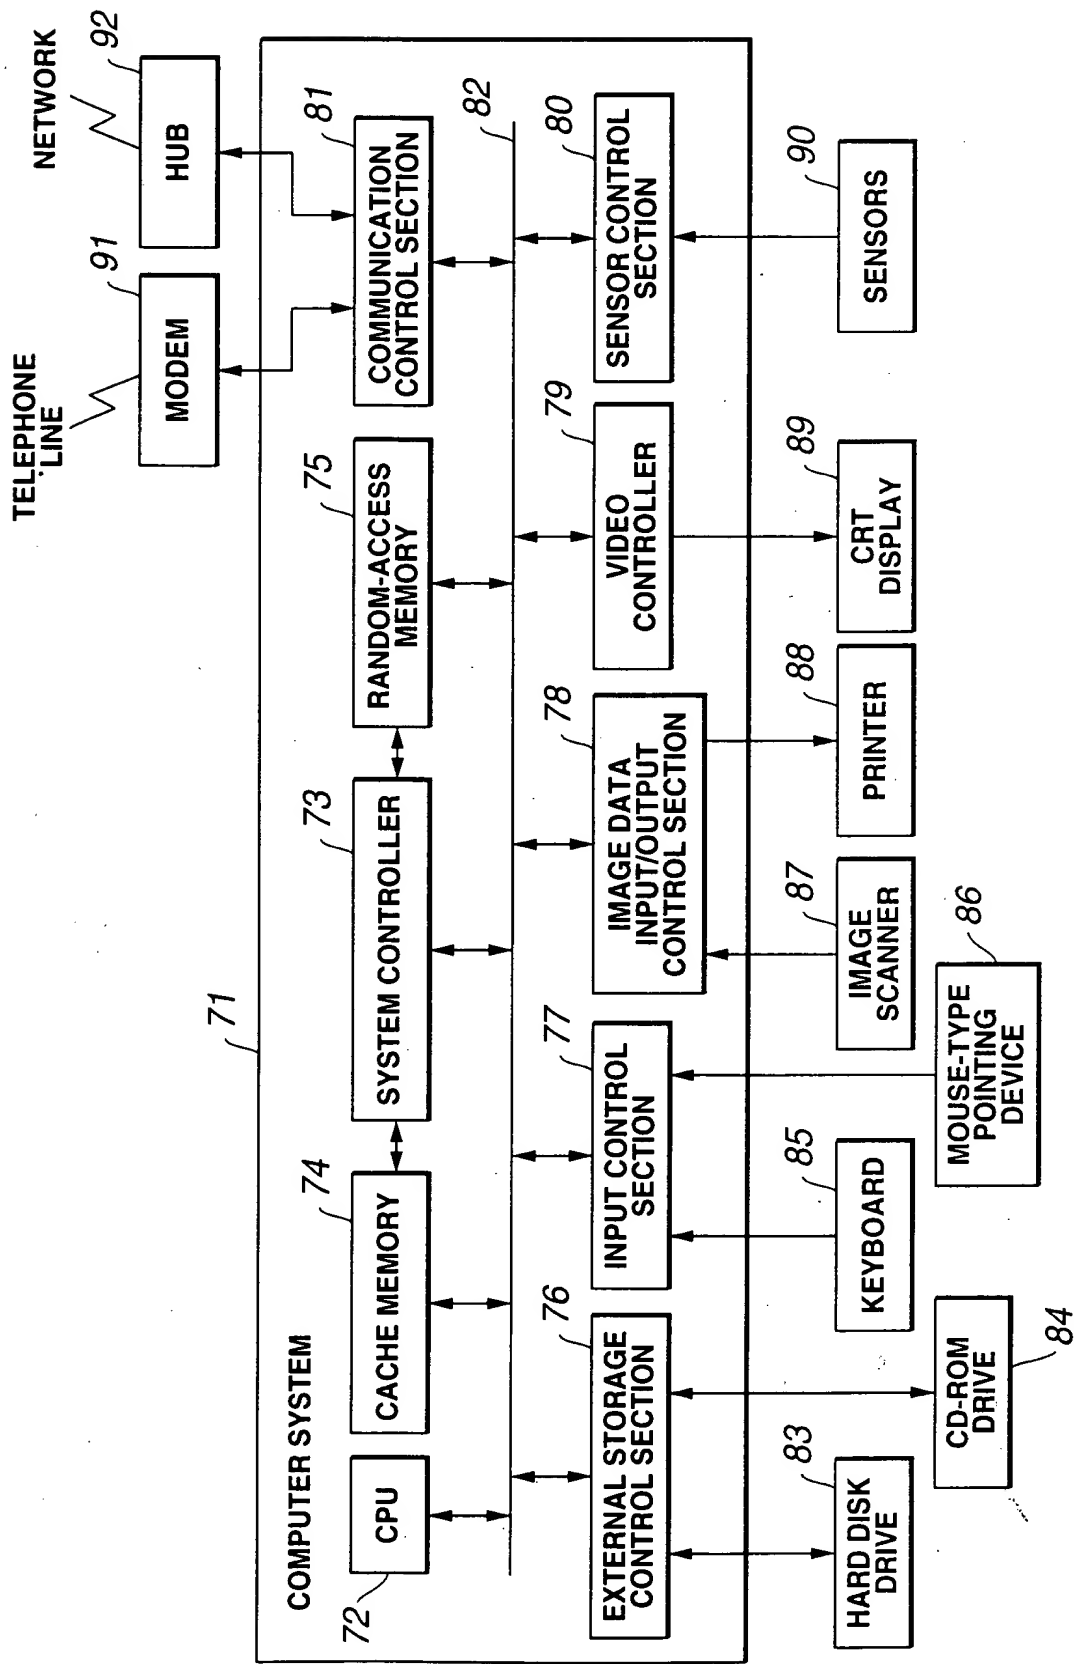 TELEPHONE
LINE
NETWORK
91
92
MODEM
HUB
71
COMPUTER SYSTEM
74
73
75
81
CPU
CACHE MEMORY
SYSTEM CONTROLLER
RANDOM-ACCESS
MEMORY
COMMUNICATION
CONTROL SECTION
72
82
76
77
78
79
80
EXTERNAL STORAGE
CONTROL SECTION
INPUT CONTROL
SECTION
IMAGE DATA
INPUT/OUTPUT
CONTROL SECTION
VIDEO
CONTROLLER
SENSOR CONTROL
SECTION
83
85
87
88
89
90
HARD DISK
DRIVE
KEYBOARD
IMAGE
SCANNER
PRINTER
CRT
DISPLAY
SENSORS
86
CD-ROM
DRIVE
MOUSE-TYPE
POINTING
DEVICE
84